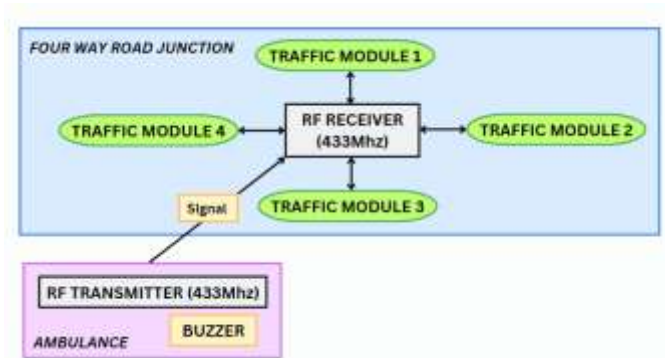 FOUR WAY ROAD JUNCTION
TRAFFIC MODULE 1
TRAFFIC MODULE 4
RF RECEIVER
(433Mhz)
TRAFFIC MODULE 2
Signal
TRAFFIC MODULE 3
RF TRANSMITTER (433Mhz)
BUZZER
AMBULANCE